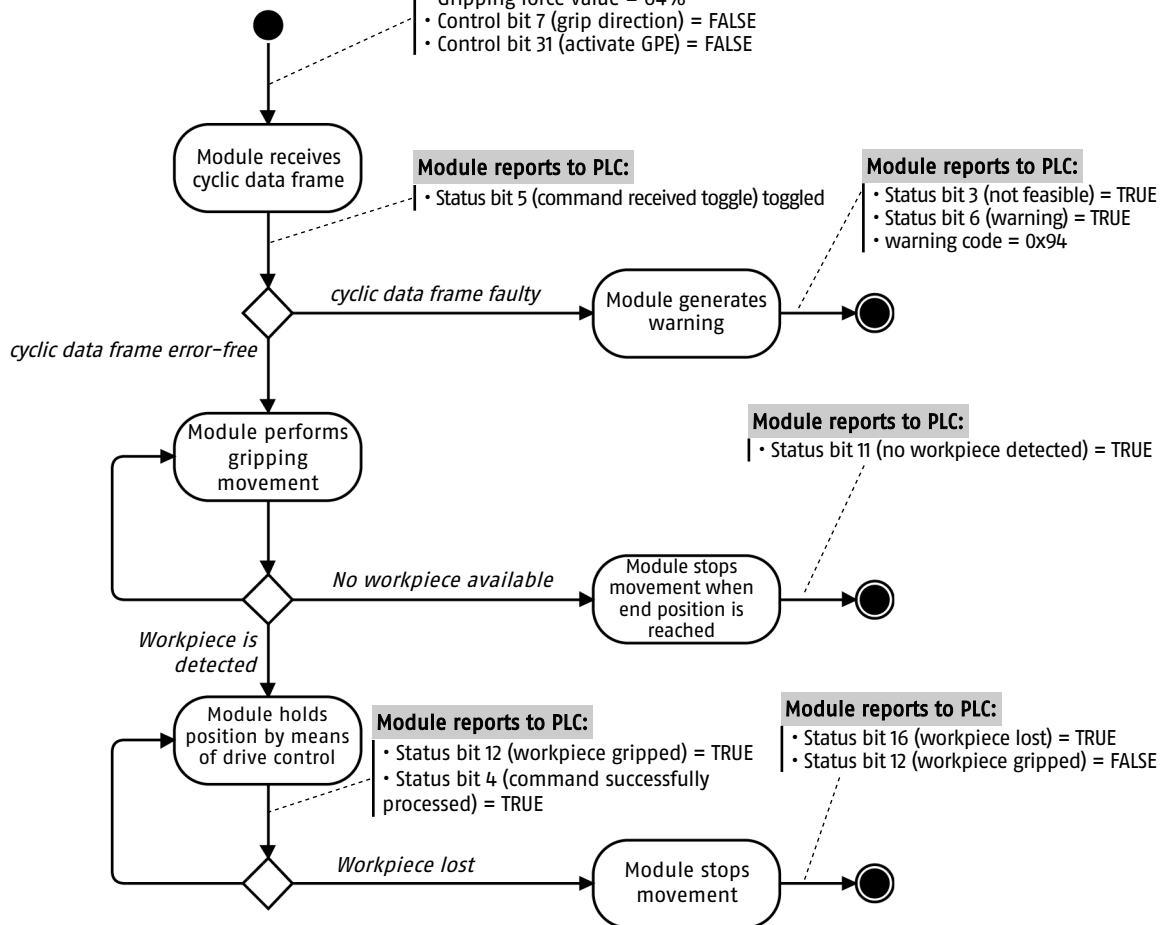 • Control bit 7 (grip direction) = FALSE
• Control bit 31 (activate GPE) = FALSE
Module receives
cyclic data frame
Module reports to PLC:
• Status bit 5 (command received toggle) toggled
Module reports to PLC:
• Status bit 3 (not feasible) = TRUE
• Status bit 6 (warning) = TRUE
• warning code = 0x94
cyclic data frame faulty
Module generates
warning
cyclic data frame error-free
Module performs
gripping
movement
Module reports to PLC:
• Status bit 11 (no workpiece detected) = TRUE
No workpiece available
Module stops
movement when
end position is
reached
Workpiece is
detected
Module holds
position by means
of drive control
Module reports to PLC:
• Status bit 12 (workpiece gripped) = TRUE
• Status bit 4 (command successfully
processed) = TRUE
Module reports to PLC:
• Status bit 16 (workpiece lost) = TRUE
• Status bit 12 (workpiece gripped) = FALSE
Workpiece lost
Module stops
movement